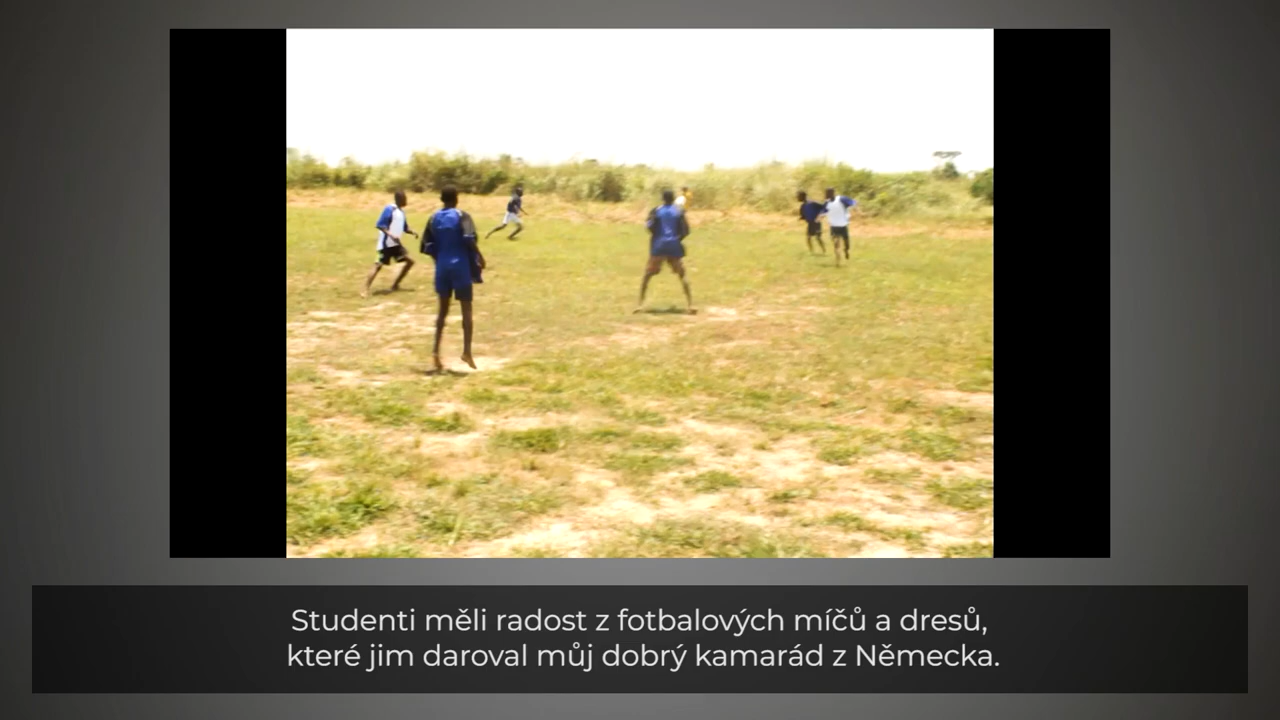 Studenti měli radost z fotbalových míčů a dresů,
které jim daroval můj dobrý kamarád z Německa.